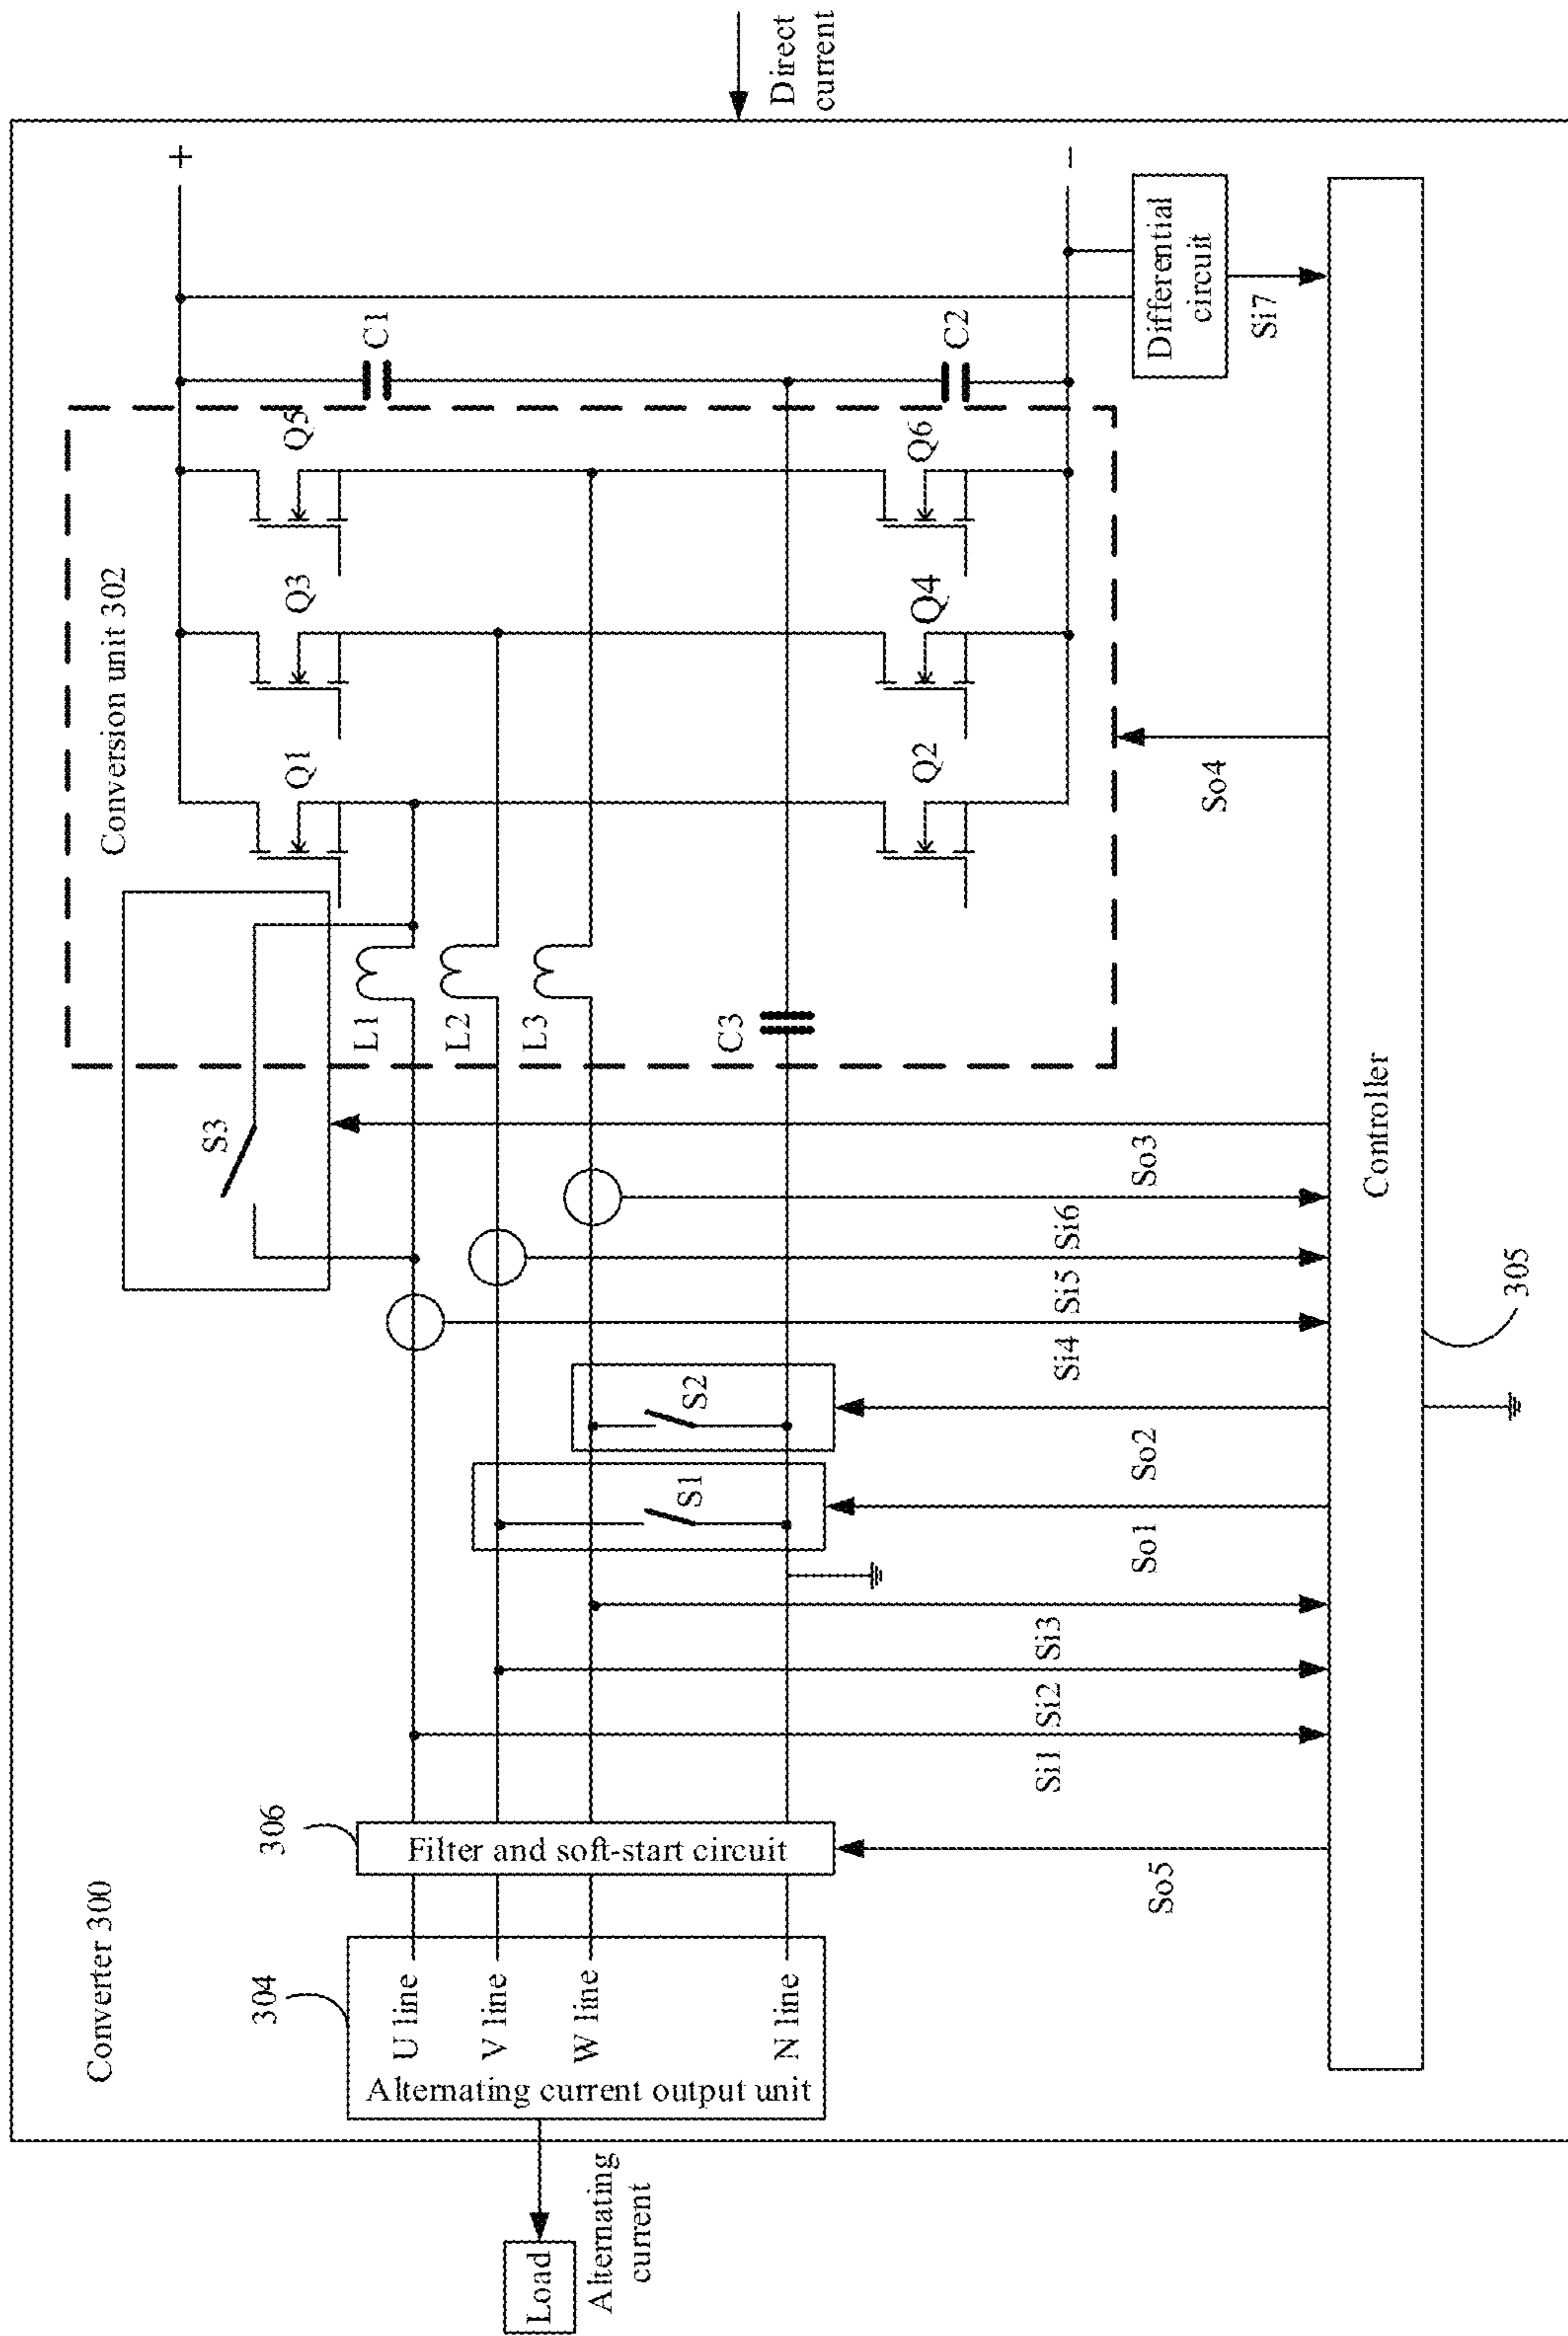 Converter 300
Conversion unit 302
Direct
current
+
−
Q1
Q3
Q5
Q2
Q4
Q6
C1
C2
C3
L1
L2
L3
S3
S2
S1
304
306
U line
V line
W line
N line
Alternating current output unit
Filter and soft-start circuit
Load
Alternating
current
Differential
circuit
Si7
So5
Si1
Si2
Si3
So1
So2
Si4
Si5
Si6
So3
So4
Controller
305